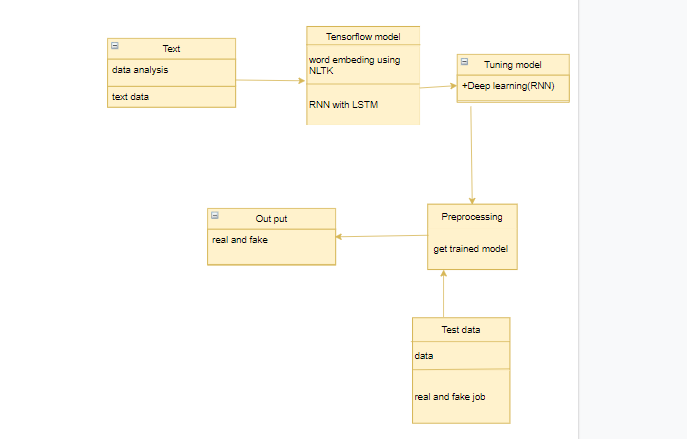 Text
data analysis
text data
Tensorflow model
word embeding using
NLTK
RNN with LSTM
Tuning model
+Deep learning(RNN)
Out put
real and fake
Preprocessing
get trained model
Test data
data
real and fake job